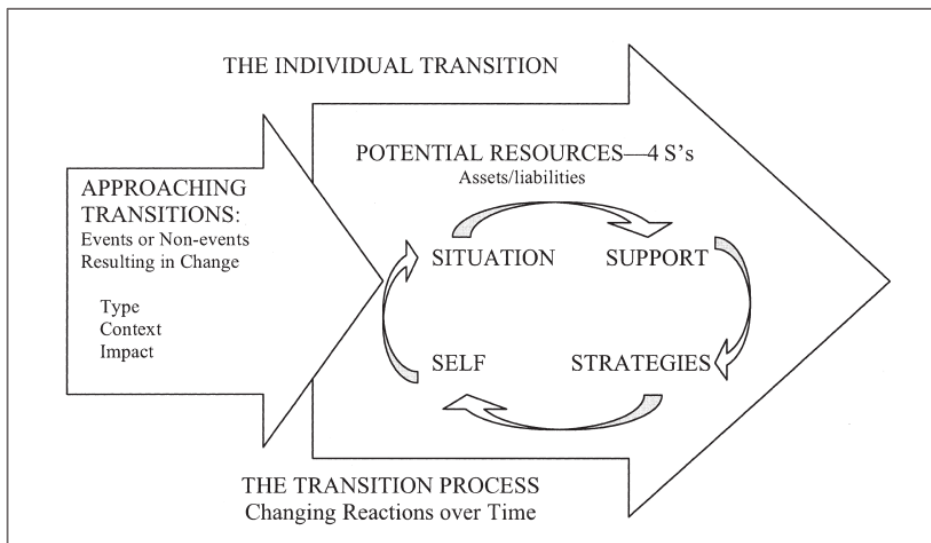 THE INDIVIDUAL TRANSITION
POTENTIAL RESOURCES—4 S's
Assets/liabilities
APPROACHING
TRANSITIONS:
Events or Non-events
Resulting in Change
Type
Context
Impact
SITUATION
SUPPORT
SELF
STRATEGIES
THE TRANSITION PROCESS
Changing Reactions over Time